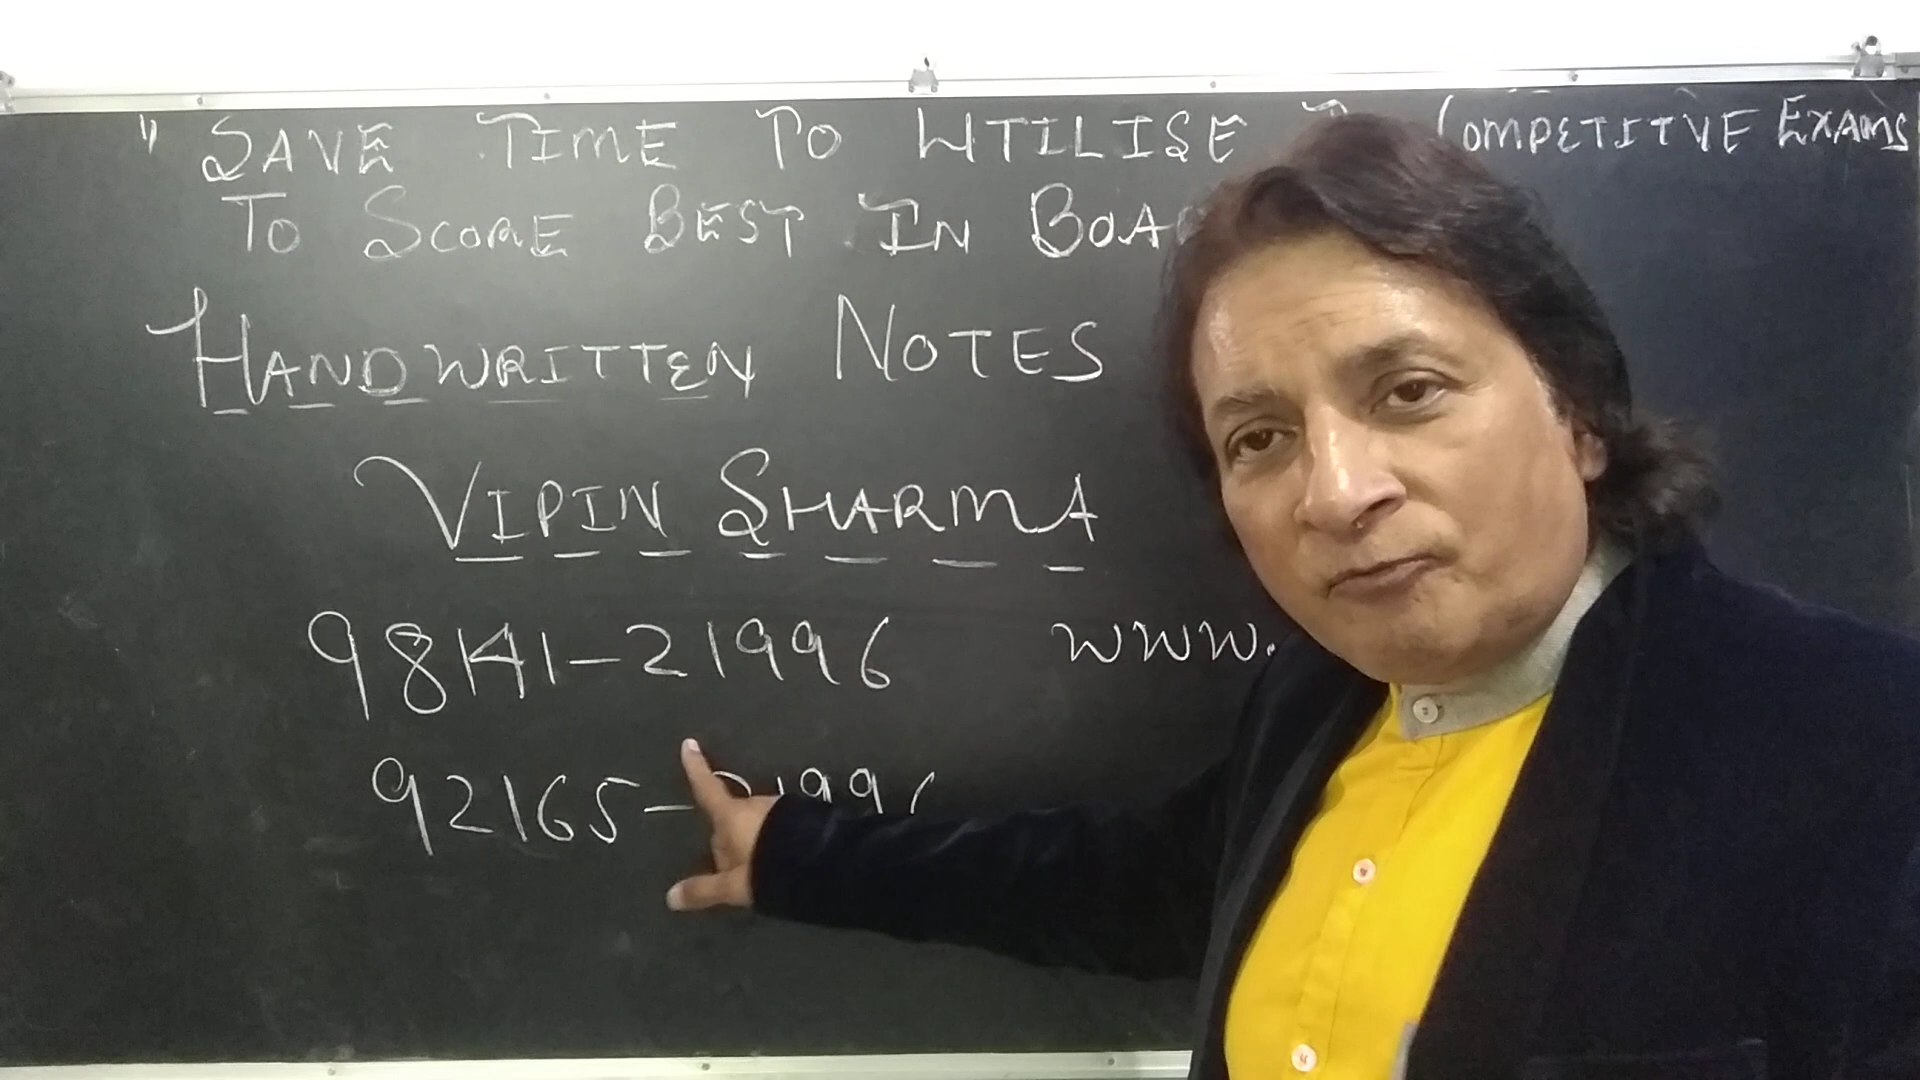 " SAVE TIME TO UTILISE COMPETITIVE EXAMS
TO SCORE BEST IN
HANDWRITTEN NOTES
VIPIN SHARMA
98141-21996 www.
92165-